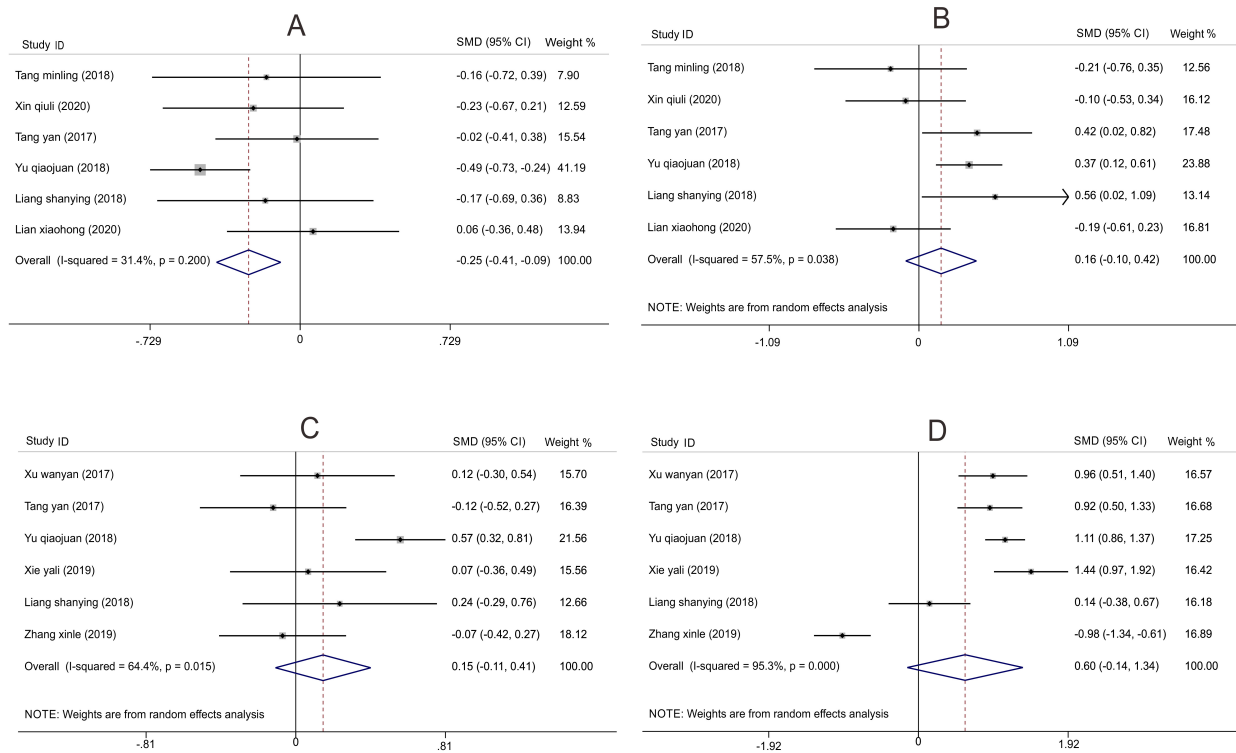 A
Study ID SMD (95% CI) Weight %
Tang minling (2018) -0.16 (-0.72, 0.39) 7.90
Xin qiuli (2020) -0.23 (-0.67, 0.21) 12.59
Tang yan (2017) -0.02 (-0.41, 0.38) 15.54
Yu qiaojuan (2018) -0.49 (-0.73, -0.24) 41.19
Liang shanying (2018) -0.17 (-0.69, 0.36) 8.83
Lian xiaohong (2020) 0.06 (-0.36, 0.48) 13.94
Overall (I-squared = 31.4%, p = 0.200) -0.25 (-0.41, -0.09) 100.00
-.729 0 .729
B
Study ID SMD (95% CI) Weight %
Tang minling (2018) -0.21 (-0.76, 0.35) 12.56
Xin qiuli (2020) -0.10 (-0.53, 0.34) 16.12
Tang yan (2017) 0.42 (0.02, 0.82) 17.48
Yu qiaojuan (2018) 0.37 (0.12, 0.61) 23.88
Liang shanying (2018) 0.56 (0.02, 1.09) 13.14
Lian xiaohong (2020) -0.19 (-0.61, 0.23) 16.81
Overall (I-squared = 57.5%, p = 0.038) 0.16 (-0.10, 0.42) 100.00
NOTE: Weights are from random effects analysis
-1.09 0 1.09
C
Study ID SMD (95% CI) Weight %
Xu wanyan (2017) 0.12 (-0.30, 0.54) 15.70
Tang yan (2017) -0.12 (-0.52, 0.27) 16.39
Yu qiaojuan (2018) 0.57 (0.32, 0.81) 21.56
Xie yali (2019) 0.07 (-0.36, 0.49) 15.56
Liang shanying (2018) 0.24 (-0.29, 0.76) 12.66
Zhang xinle (2019) -0.07 (-0.42, 0.27) 18.12
Overall (I-squared = 64.4%, p = 0.015) 0.15 (-0.11, 0.41) 100.00
NOTE: Weights are from random effects analysis
-.81 0 .81
D
Study ID SMD (95% CI) Weight %
Xu wanyan (2017) 0.96 (0.51, 1.40) 16.57
Tang yan (2017) 0.92 (0.50, 1.33) 16.68
Yu qiaojuan (2018) 1.11 (0.86, 1.37) 17.25
Xie yali (2019) 1.44 (0.97, 1.92) 16.42
Liang shanying (2018) 0.14 (-0.38, 0.67) 16.18
Zhang xinle (2019) -0.98 (-1.34, -0.61) 16.89
Overall (I-squared = 95.3%, p = 0.000) 0.60 (-0.14, 1.34) 100.00
NOTE: Weights are from random effects analysis
-1.92 0 1.92